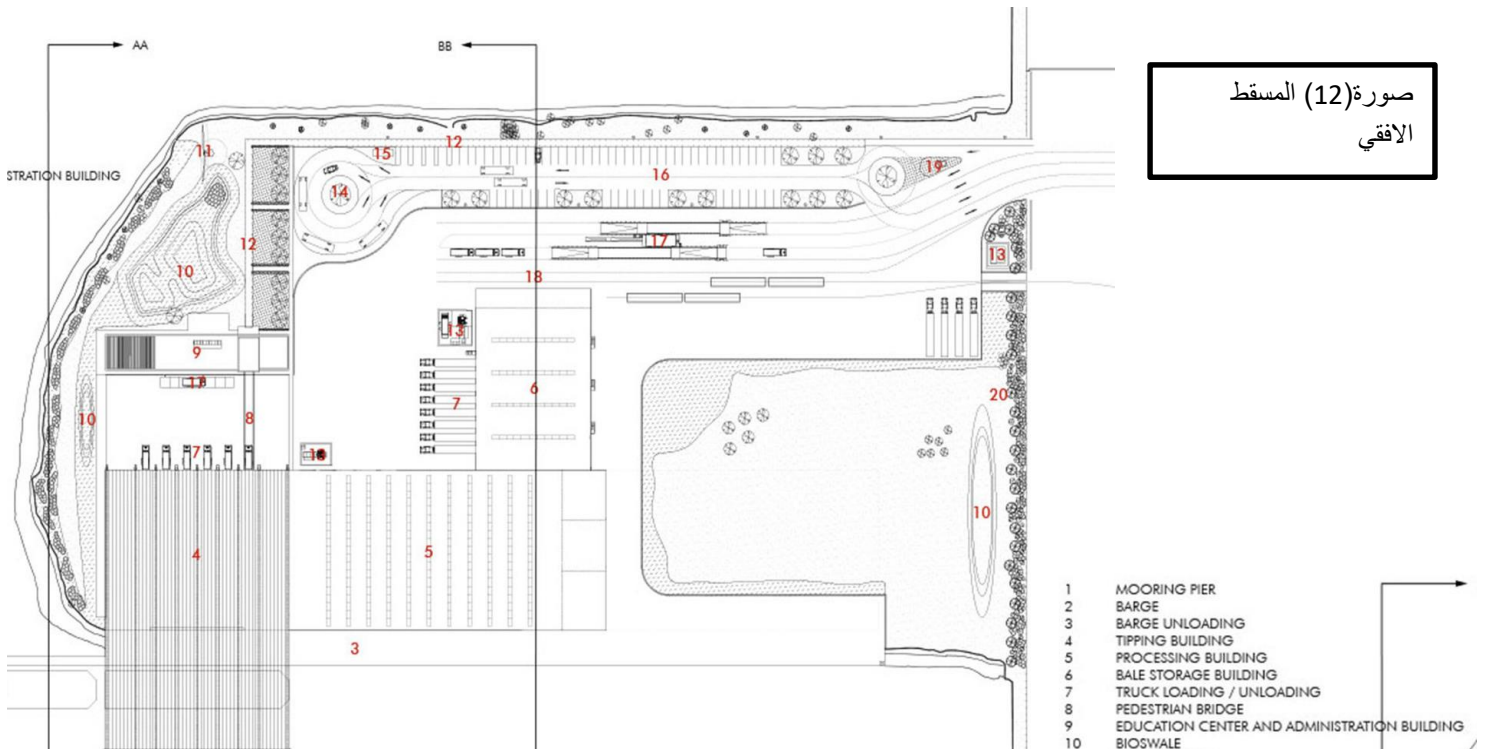 AA
BB
صورة(12) المسقط
الافقي
12
11
15
STRATION BUILDING
16
19
14
12
17
13
10
18
13
9
6
17
20
10
8
7
7
10
4
5
3
1 MOORING PIER
2 BARGE
3 BARGE UNLOADING
4 TIPPING BUILDING
5 PROCESSING BUILDING
6 BALE STORAGE BUILDING
7 TRUCK LOADING / UNLOADING
8 PEDESTRIAN BRIDGE
9 EDUCATION CENTER AND ADMINISTRATION BUILDING
10 BIOSWALE